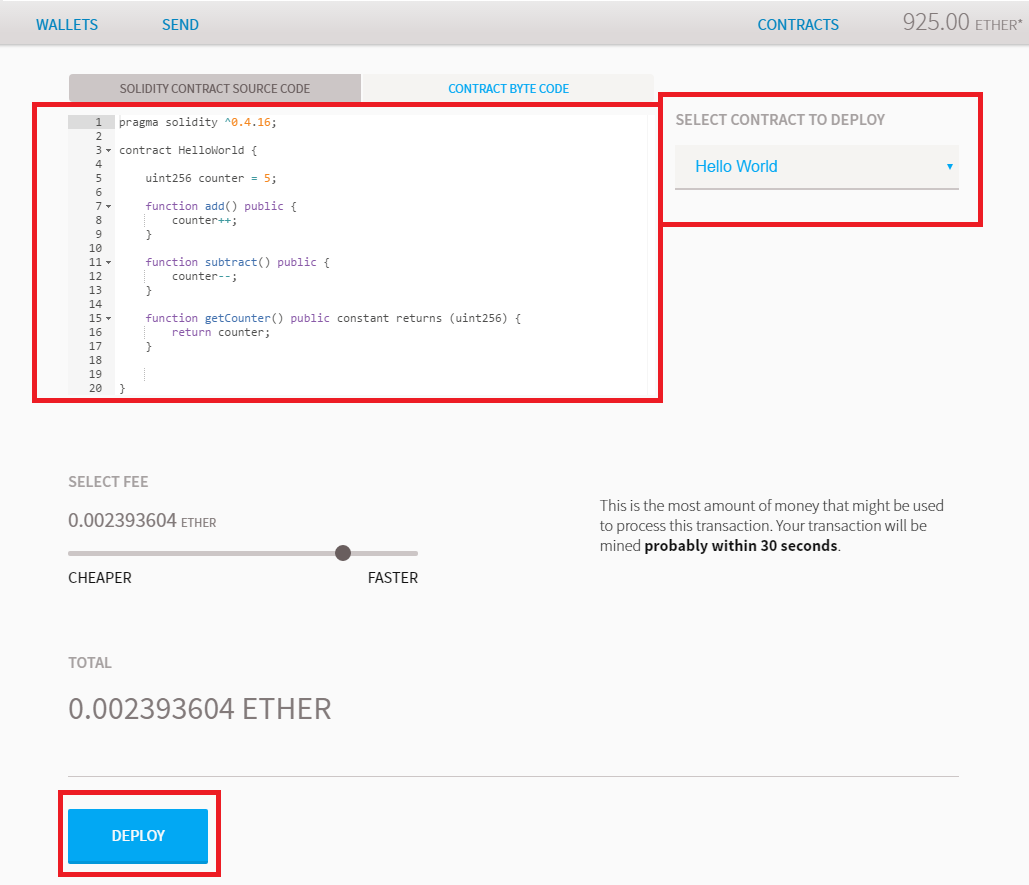 WALLETS SEND CONTRACTS 925.00 ETHER*
SOLIDITY CONTRACT SOURCE CODE CONTRACT BYTE CODE
SELECT CONTRACT TO DEPLOY
Hello World
1 pragma solidity ^0.4.16;
2
3 contract HelloWorld {
4
5     uint256 counter = 5;
6
7     function add() public {
8         counter++;
9     }
10
11     function subtract() public {
12         counter--;
13     }
14
15     function getCounter() public constant returns (uint256) {
16         return counter;
17     }
18
19
20 }
SELECT FEE
0.002393604 ETHER
CHEAPER FASTER
This is the most amount of money that might be used
to process this transaction. Your transaction will be
mined probably within 30 seconds.
TOTAL
0.002393604 ETHER
DEPLOY